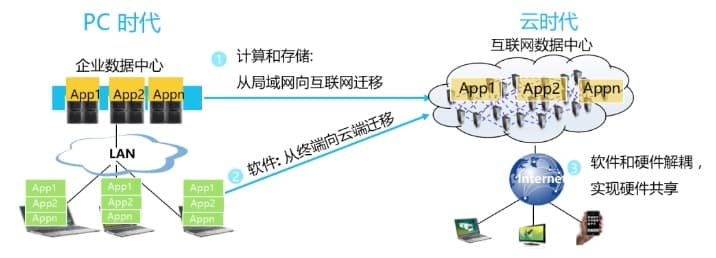 PC 时代
云时代
企业数据中心
App1 App2 Appn
① 计算和存储:
从局域网向互联网迁移
互联网数据中心
App1 App2 Appn
LAN
② 软件: 从终端向云端迁移
App1
App2
Appn
App1
App2
Appn
App1
App2
Appn
Internet
③ 软件和硬件解耦，
实现硬件共享